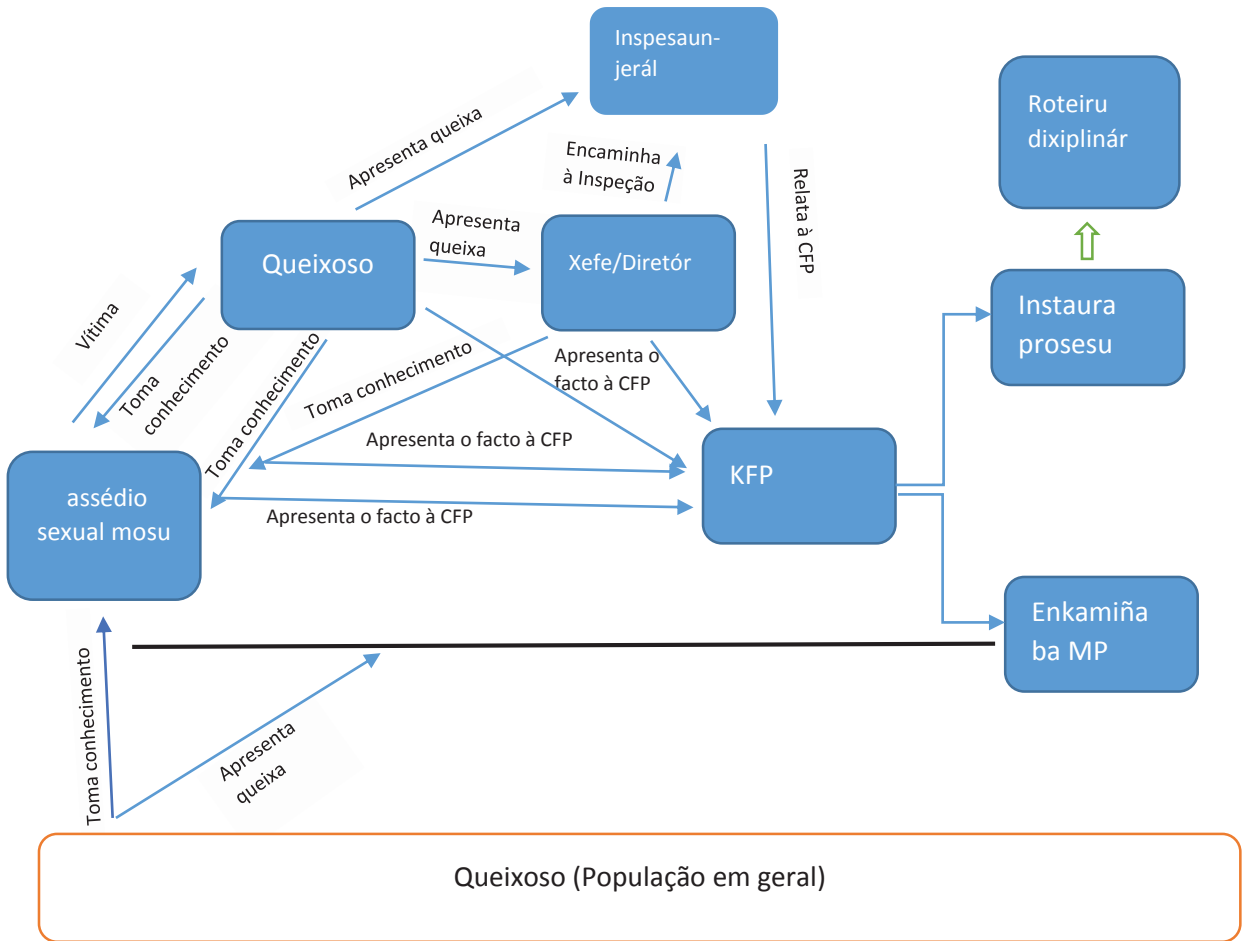 Inspesaun-
jerál
Roteiru
dixiplinár
Apresenta queixa
Encaminha
à Inspeção
Relata à CFP
Apresenta
queixa
Queixoso
Xefe/Diretór
Instaura
prosesu
Vítima
Toma
conhecimento
Toma conhecimento
Toma conhecimento
Apresenta o
facto à CFP
Apresenta o facto à CFP
KFP
assédio
sexual mosu
Apresenta o facto à CFP
Enkamiña
ba MP
Toma conhecimento
Apresenta
queixa
Queixoso (População em geral)